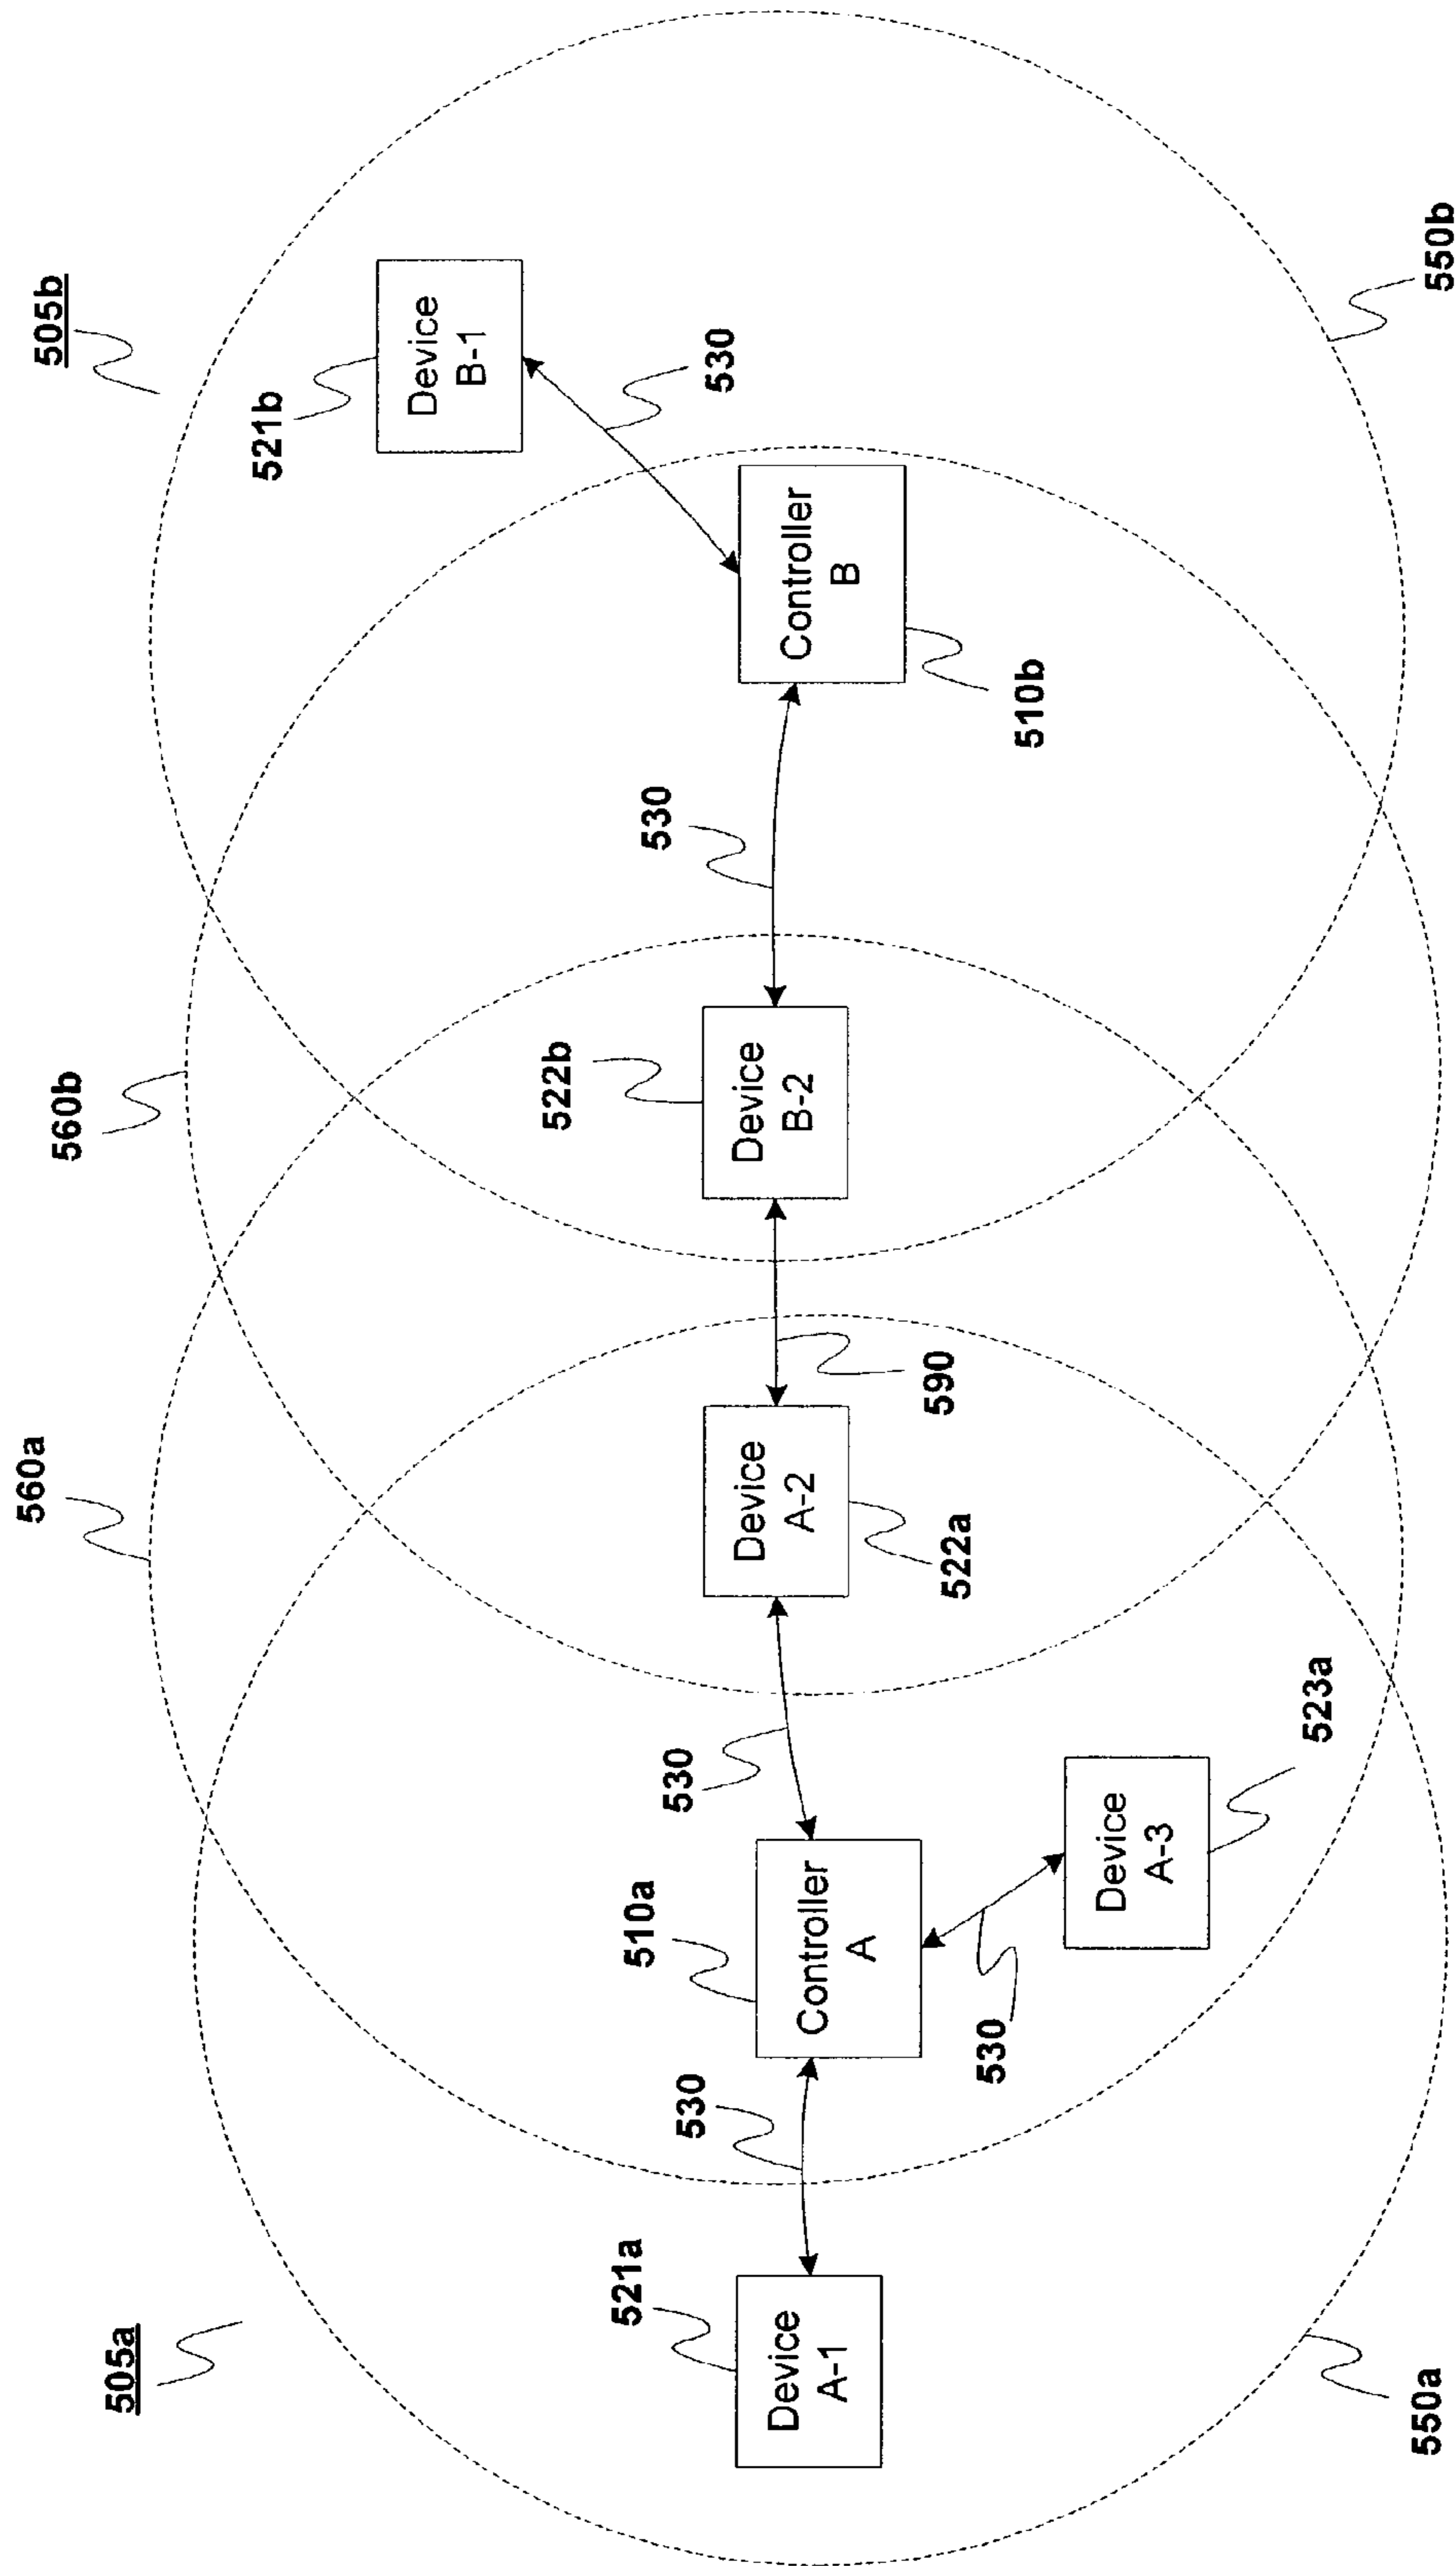 505a
560a
560b
505b
521a
Device
A-1
530
510a
Controller
A
530
Device
A-2
522a
530
Device
A-3
523a
590
522b
Device
B-2
530
Controller
B
510b
521b
Device
B-1
530
550a
550b